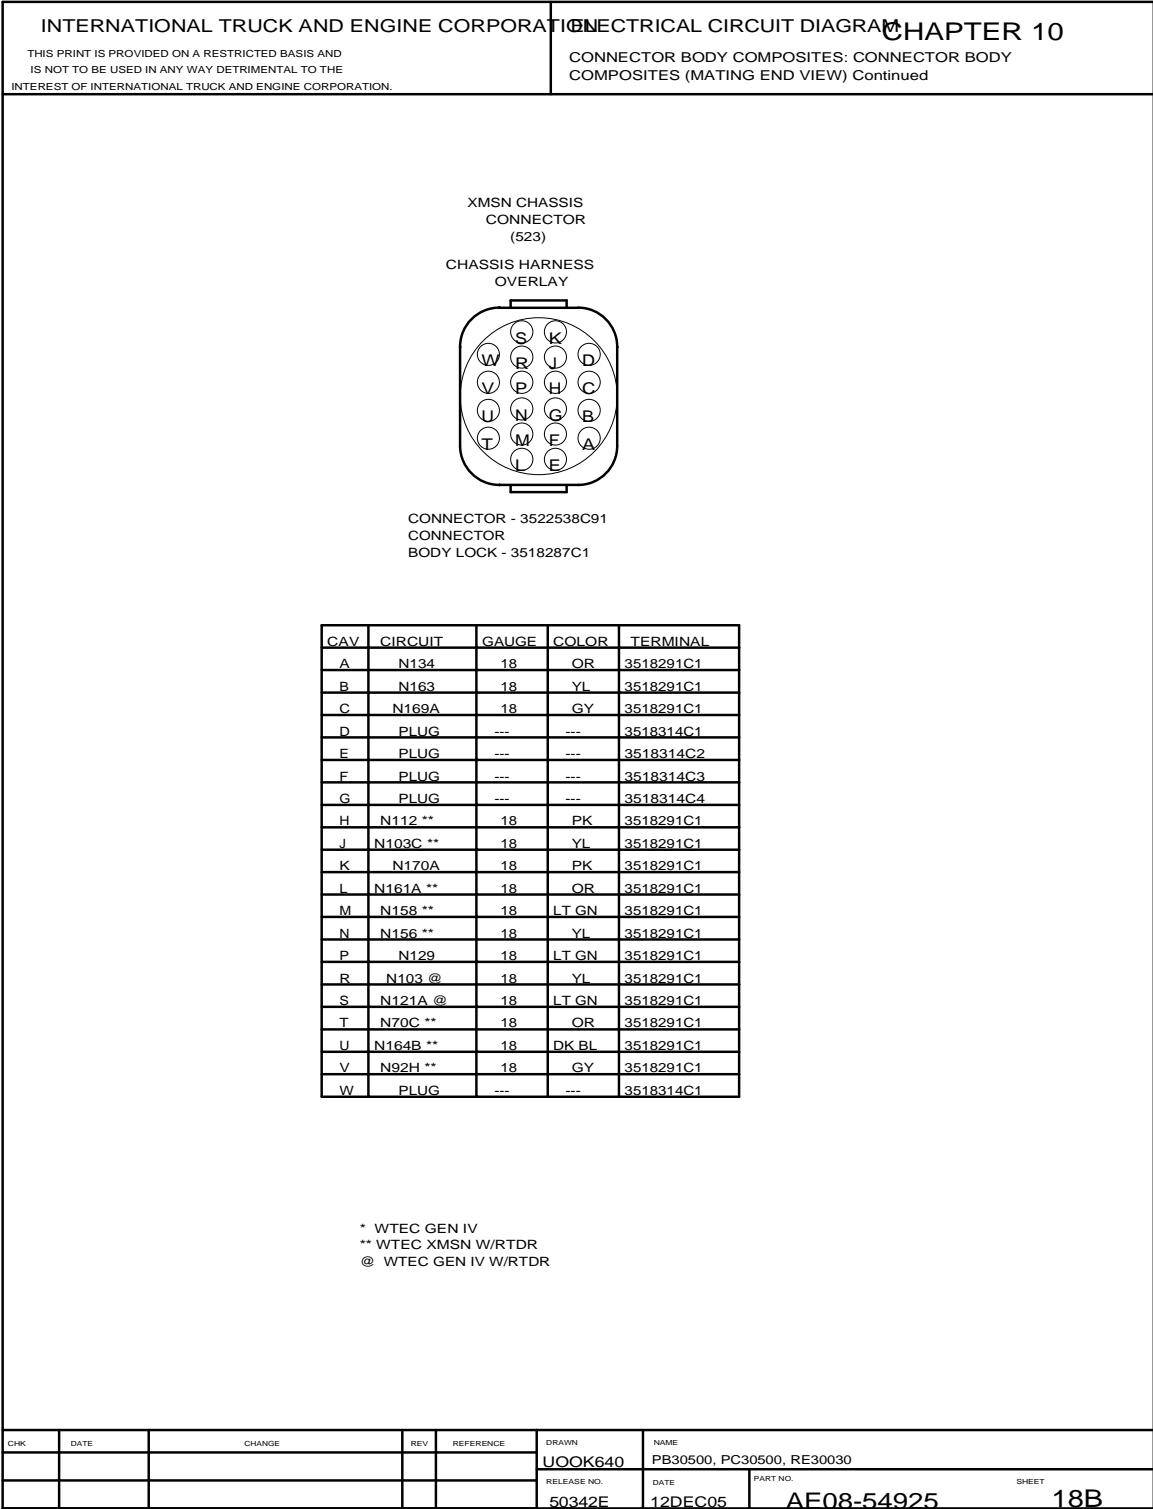 INTERNATIONAL TRUCK AND ENGINE CORPORATION
THIS PRINT IS PROVIDED ON A RESTRICTED BASIS AND
IS NOT TO BE USED IN ANY WAY DETRIMENTAL TO THE
INTEREST OF INTERNATIONAL TRUCK AND ENGINE CORPORATION.
ELECTRICAL CIRCUIT DIAGRAM
CHAPTER 10
CONNECTOR BODY COMPOSITES: CONNECTOR BODY
COMPOSITES (MATING END VIEW) Continued
XMSN CHASSIS
CONNECTOR
(523)
CHASSIS HARNESS
OVERLAY
S K
W R J D
V P H C
U N G B
T M F A
L E
CONNECTOR - 3522538C91
CONNECTOR
BODY LOCK - 3518287C1
CAV CIRCUIT GAUGE COLOR TERMINAL
A N134 18 OR 3518291C1
B N163 18 YL 3518291C1
C N169A 18 GY 3518291C1
D PLUG --- --- 3518314C1
E PLUG --- --- 3518314C2
F PLUG --- --- 3518314C3
G PLUG --- --- 3518314C4
H N112 ** 18 PK 3518291C1
J N103C ** 18 YL 3518291C1
K N170A 18 PK 3518291C1
L N161A ** 18 OR 3518291C1
M N158 ** 18 LT GN 3518291C1
N N156 ** 18 YL 3518291C1
P N129 18 LT GN 3518291C1
R N103 @ 18 YL 3518291C1
S N121A @ 18 LT GN 3518291C1
T N70C ** 18 OR 3518291C1
U N164B ** 18 DK BL 3518291C1
V N92H ** 18 GY 3518291C1
W PLUG --- --- 3518314C1
* WTEC GEN IV
** WTEC XMSN W/RTDR
@ WTEC GEN IV W/RTDR
CHK DATE CHANGE REV REFERENCE
DRAWN
UOOK640
NAME
PB30500, PC30500, RE30030
RELEASE NO.
50342E
DATE
12DEC05
PART NO.
AE08-54925
SHEET
18B